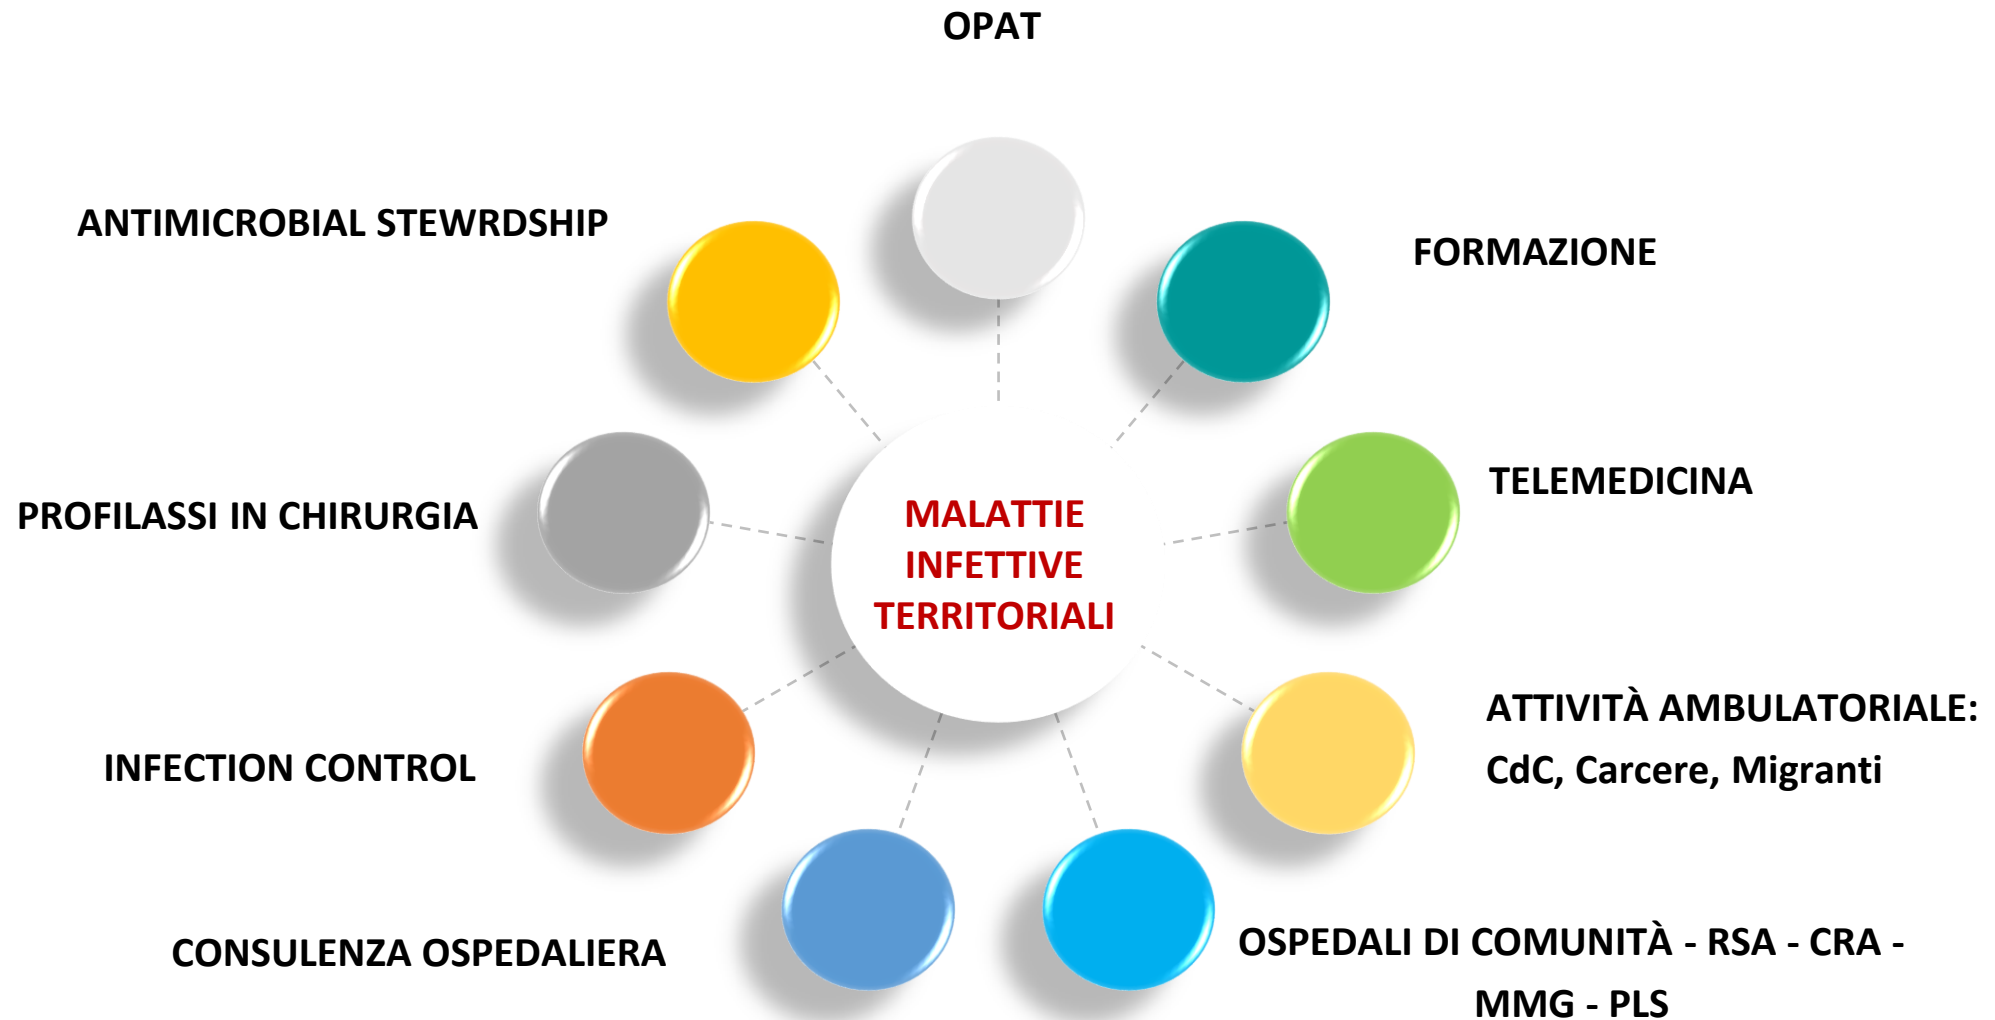 OPAT
ANTIMICROBIAL STEWRDSHIP
FORMAZIONE
TELEMEDICINA
PROFILASSI IN CHIRURGIA
MALATTIE
INFETTIVE
TERRITORIALI
ATTIVITÀ AMBULATORIALE:
CdC, Carcere, Migranti
INFECTION CONTROL
CONSULENZA OSPEDALIERA
OSPEDALI DI COMUNITÀ - RSA - CRA -
MMG - PLS